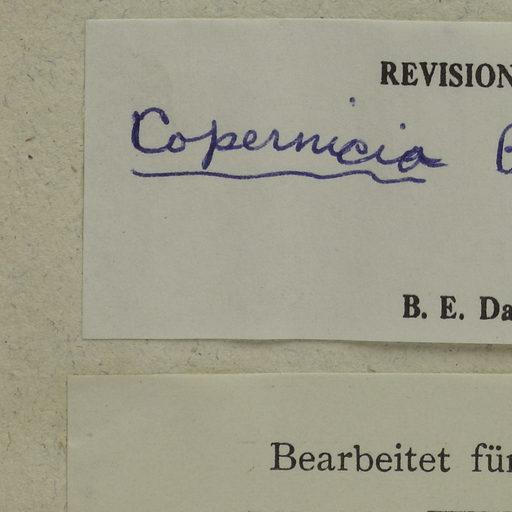 REVISION
Copernicia
B. E. Da
Bearbeitet für